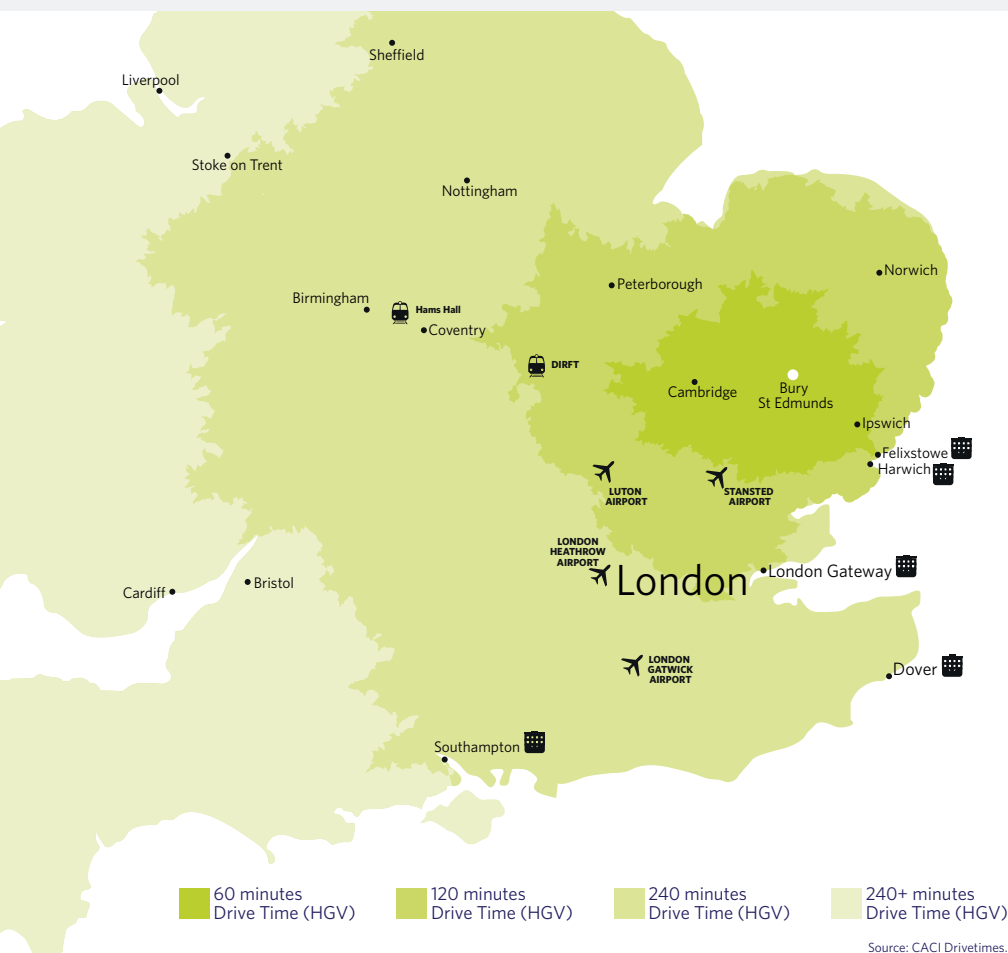 Sheffield
Liverpool
Stoke on Trent
Nottingham
Norwich
Peterborough
Birmingham
Hams Hall
Coventry
DIRFT
Cambridge
Bury
St Edmunds
Ipswich
Felixstowe
Harwich
LUTON
AIRPORT
STANSTED
AIRPORT
LONDON
HEATHROW
AIRPORT
London
London Gateway
Cardiff
Bristol
LONDON
GATWICK
AIRPORT
Dover
Southampton
60 minutes
Drive Time (HGV)
120 minutes
Drive Time (HGV)
240 minutes
Drive Time (HGV)
240+ minutes
Drive Time (HGV)
Source: CACI Drivetimes.